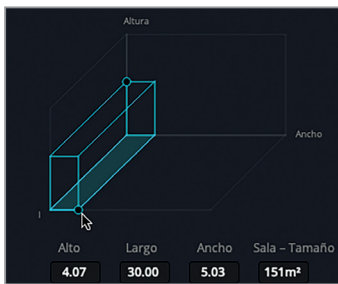 Altura
Ancho
l
Alto Largo Ancho Sala – Tamaño
4.07 30.00 5.03 151m²